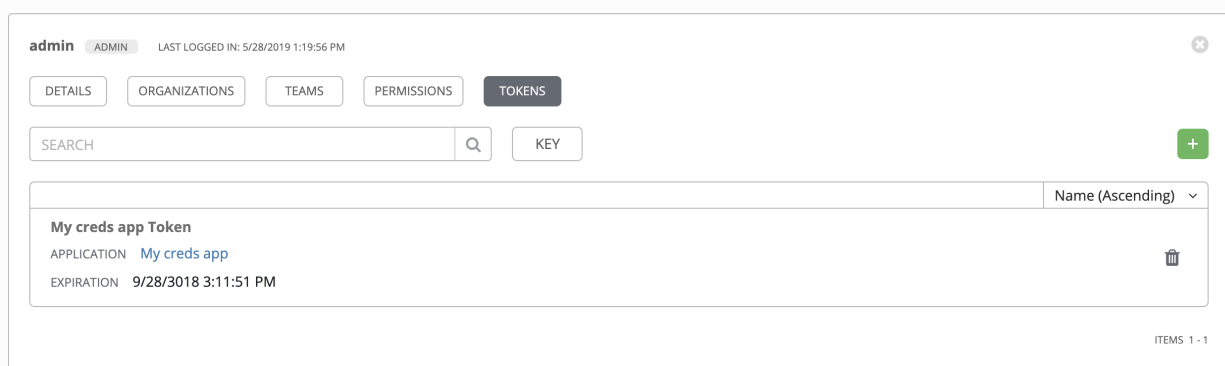 admin ADMIN LAST LOGGED IN: 5/28/2019 1:19:56 PM
DETAILS ORGANIZATIONS TEAMS PERMISSIONS TOKENS
SEARCH KEY +
Name (Ascending)
My creds app Token
APPLICATION My creds app
EXPIRATION 9/28/3018 3:11:51 PM
ITEMS 1 - 1